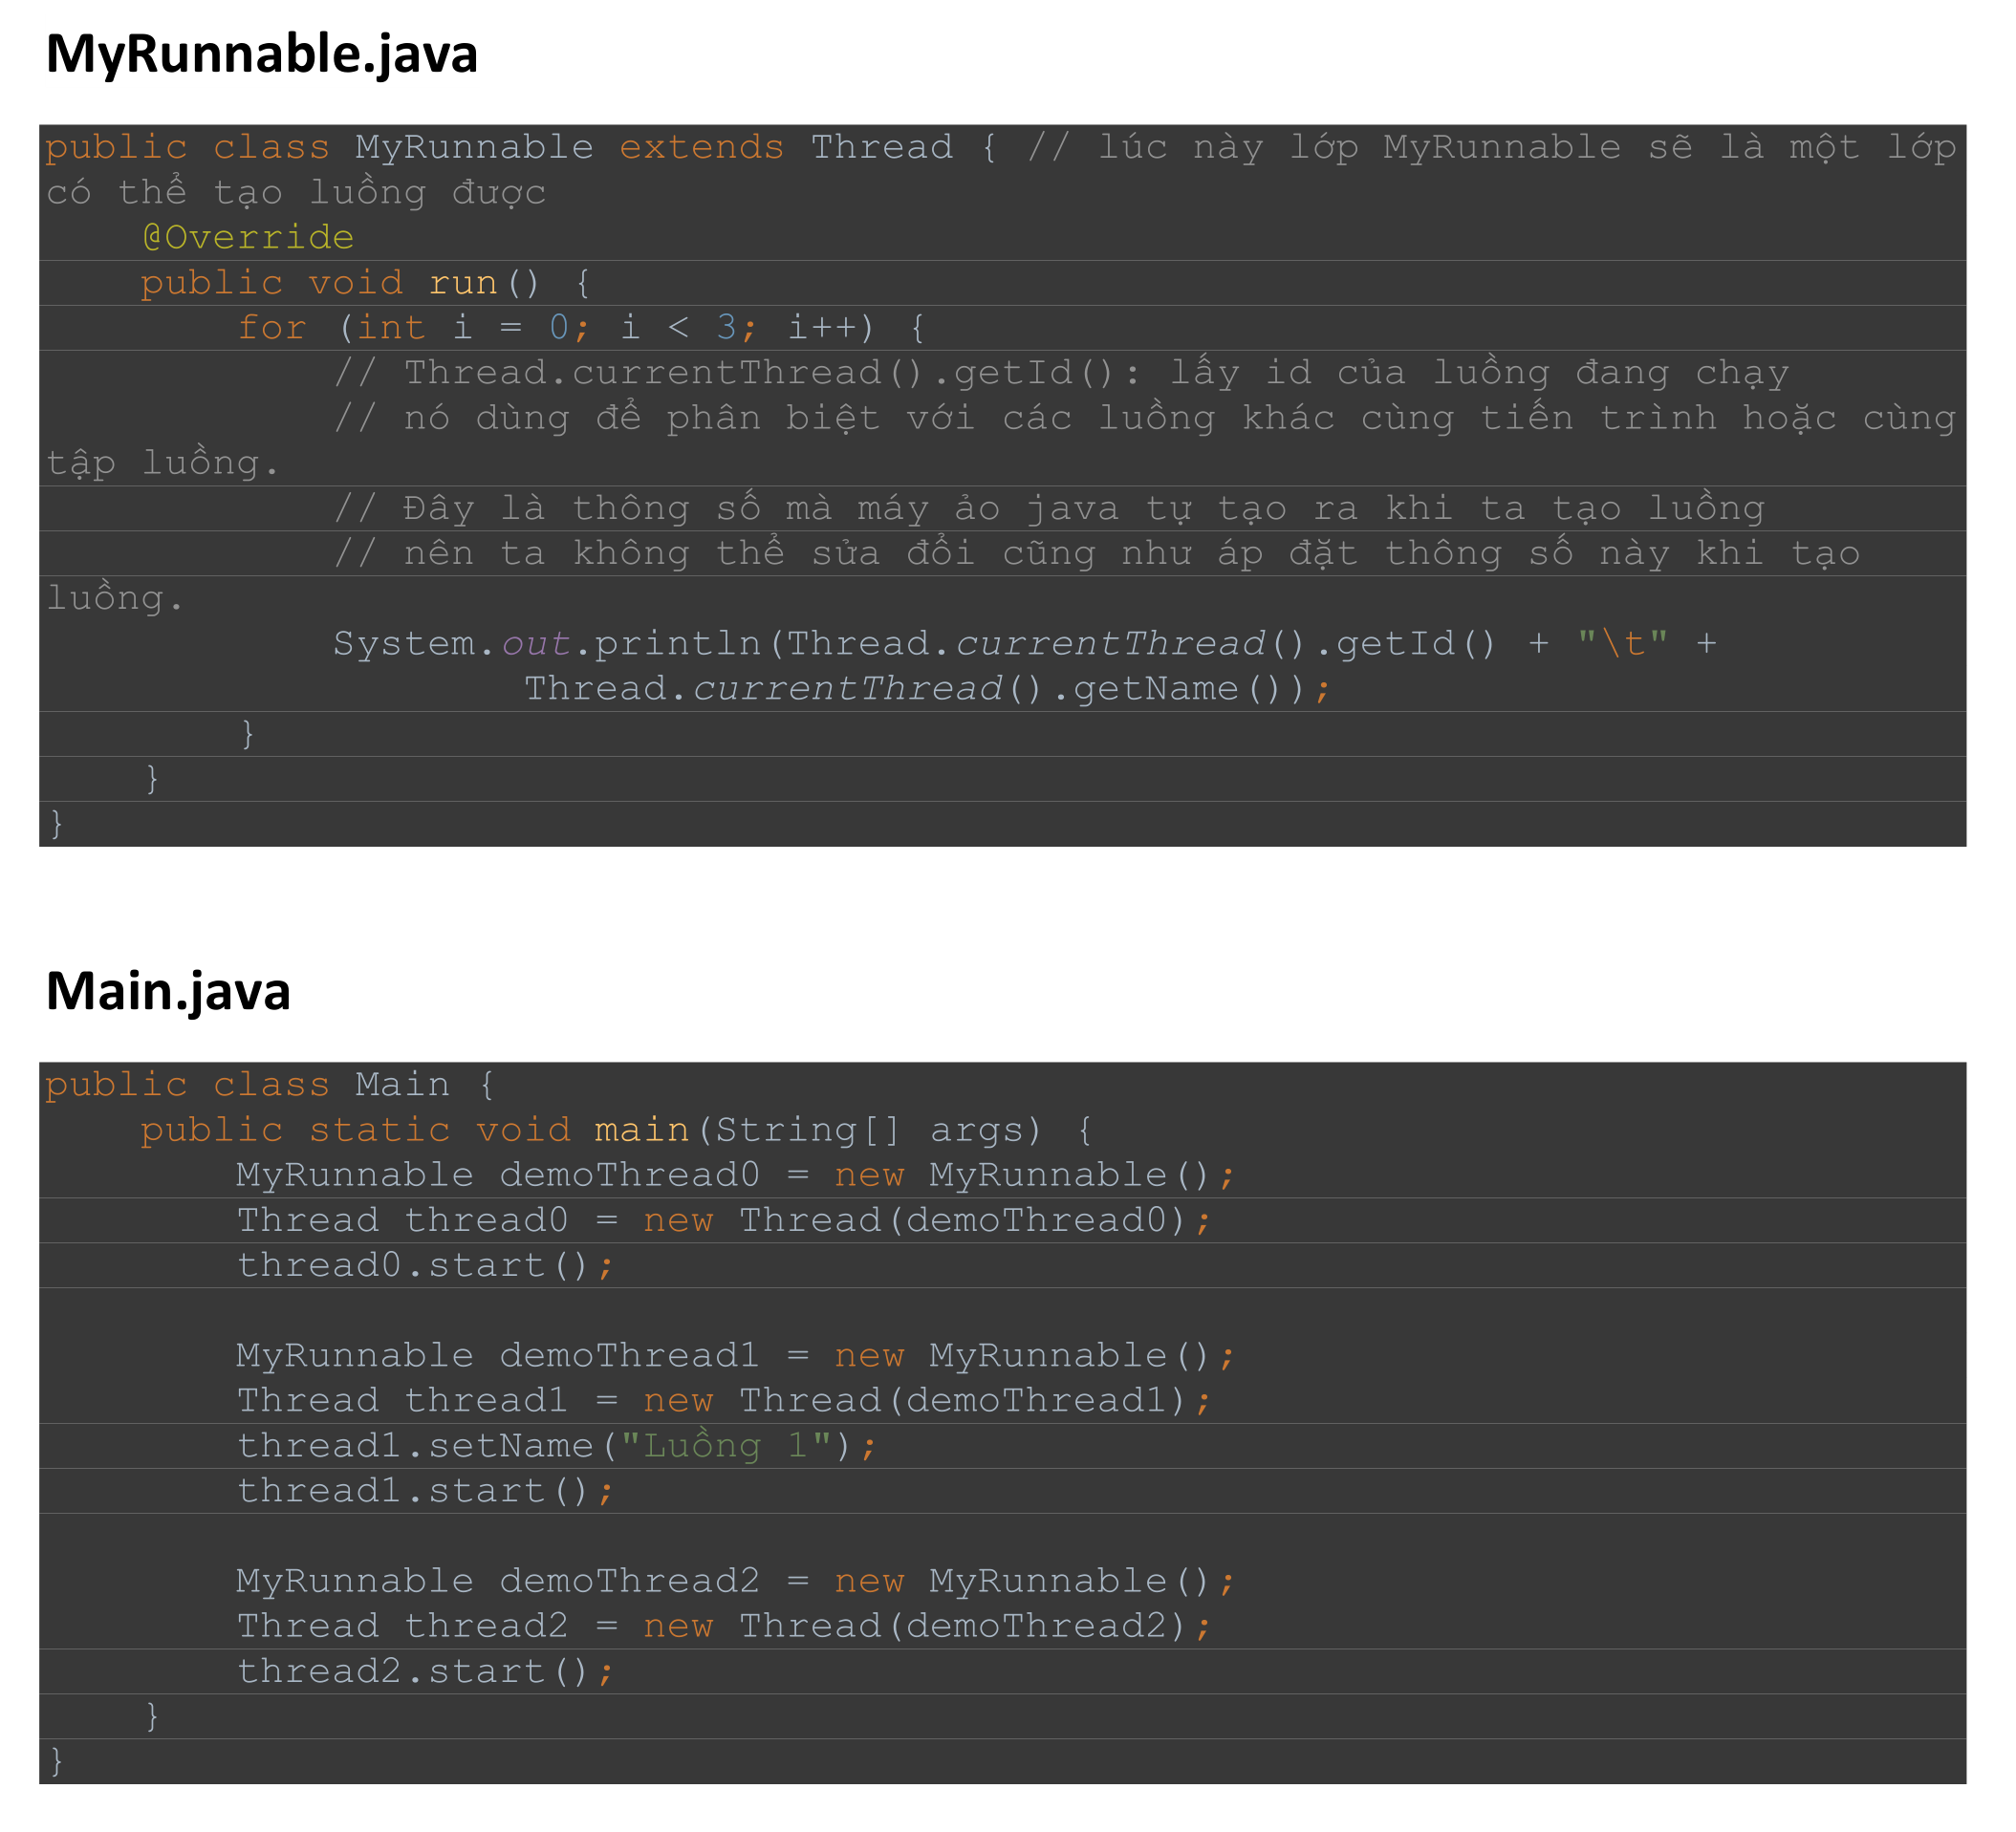 MyRunnable.java
public class MyRunnable extends Thread { // lúc này lớp MyRunnable sẽ là một lớp
có thể tạo luồng được
    @Override
    public void run() {
        for (int i = 0; i < 3; i++) {
            // Thread.currentThread().getId(): lấy id của luồng đang chạy
            // nó dùng để phân biệt với các luồng khác cùng tiến trình hoặc cùng
tập luồng.
            // Đây là thông số mà máy ảo java tự tạo ra khi ta tạo luồng
            // nên ta không thể sửa đổi cũng như áp đặt thông số này khi tạo
luồng.
            System.out.println(Thread.currentThread().getId() + "\t" +
                    Thread.currentThread().getName());
        }
    }
}
Main.java
public class Main {
    public static void main(String[] args) {
        MyRunnable demoThread0 = new MyRunnable();
        Thread thread0 = new Thread(demoThread0);
        thread0.start();
        MyRunnable demoThread1 = new MyRunnable();
        Thread thread1 = new Thread(demoThread1);
        thread1.setName("Luồng 1");
        thread1.start();
        MyRunnable demoThread2 = new MyRunnable();
        Thread thread2 = new Thread(demoThread2);
        thread2.start();
    }
}